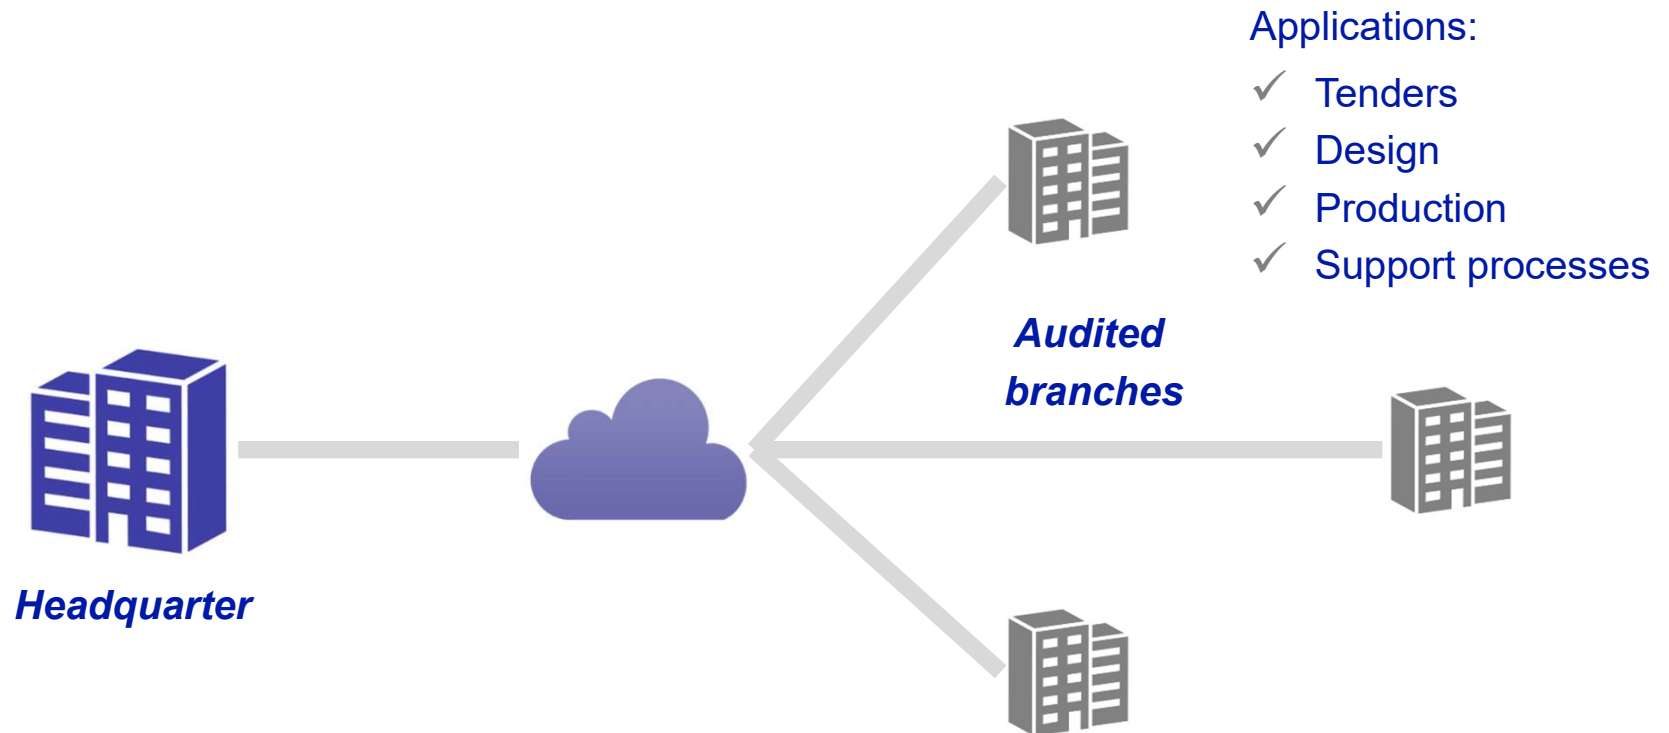 Applications:
Tenders
Design
Production
Support processes
Audited
branches
Headquarter